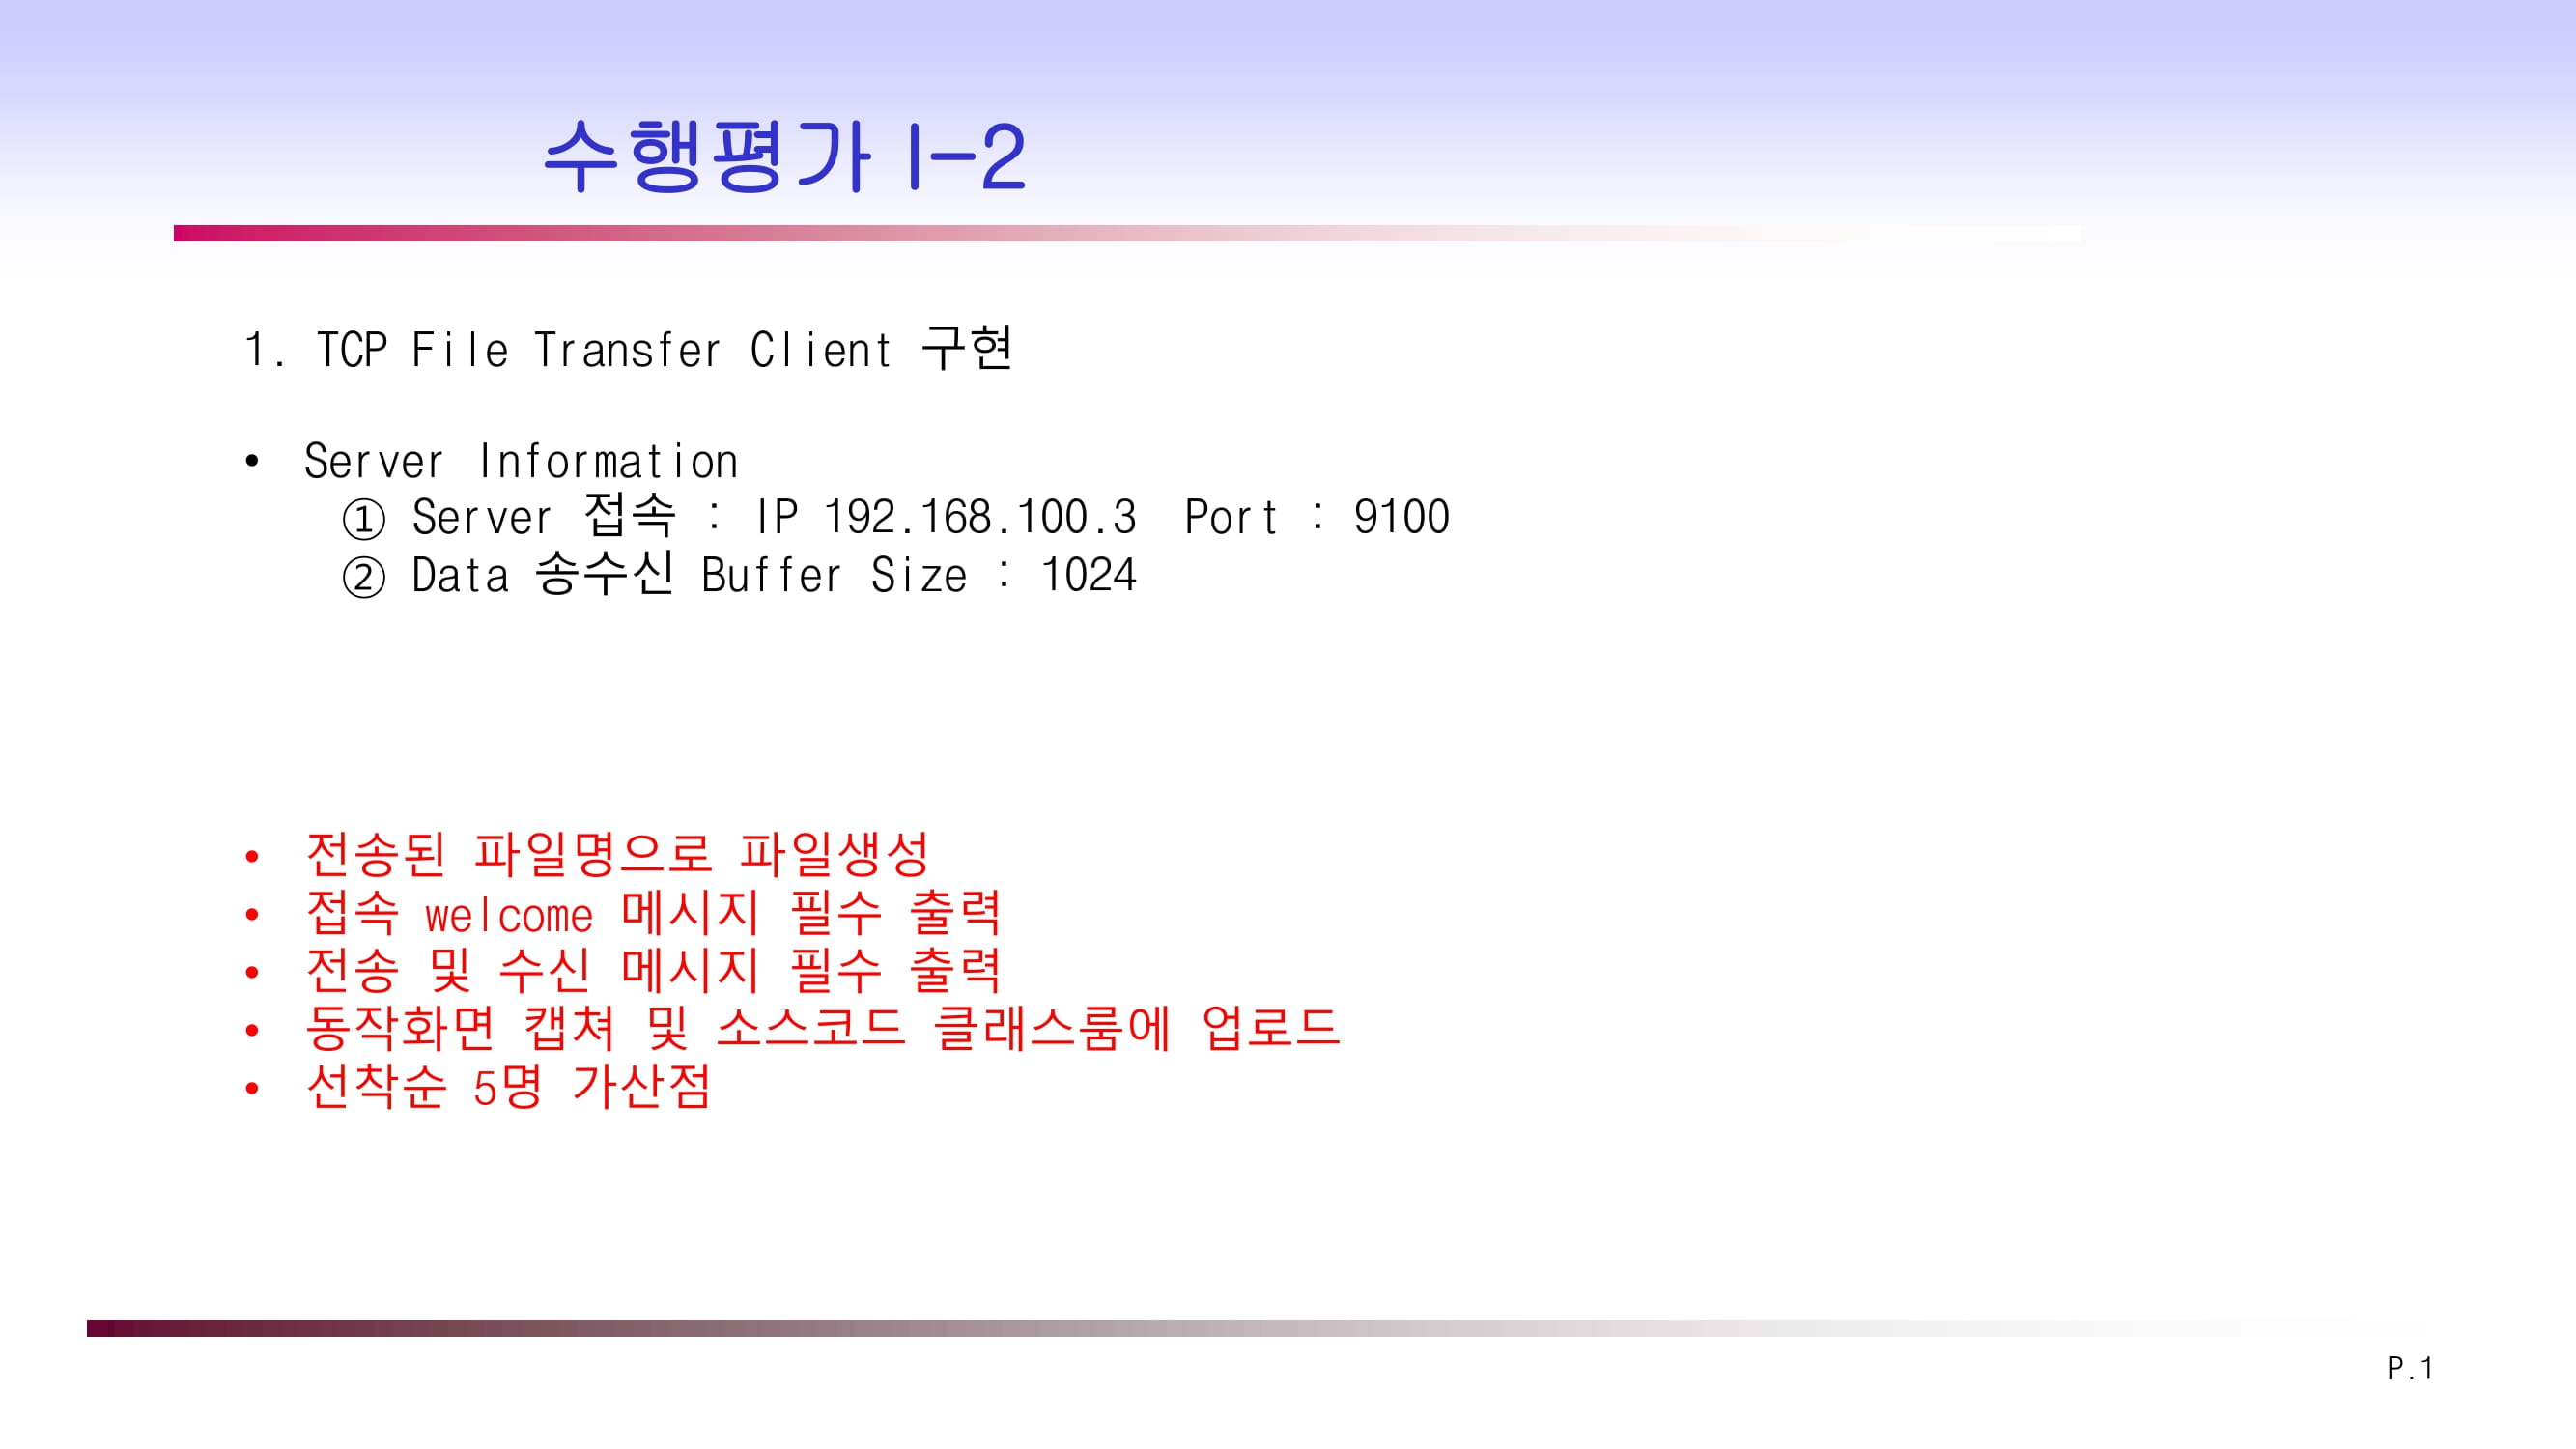 수행평가 I-2
1. TCP File Transfer Client 구현
• Server Information
① Server 접속 : IP 192.168.100.3 Port : 9100
② Data 송수신 Buffer Size : 1024
• 전송된 파일명으로 파일생성
• 접속 welcome 메시지 필수 출력
• 전송 및 수신 메시지 필수 출력
• 동작화면 캡쳐 및 소스코드 클래스룸에 업로드
• 선착순 5명 가산점
P.1